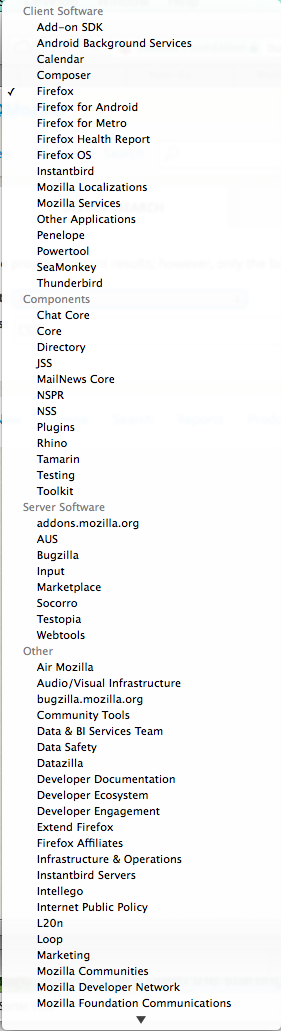 Client Software
Add-on SDK
Android Background Services
Calendar
Composer
✓ Firefox
Firefox for Android
Firefox for Metro
Firefox Health Report
Firefox OS
Instantbird
Mozilla Localizations
Mozilla Services
Other Applications
Penelope
Powertool
SeaMonkey
Thunderbird
Components
Chat Core
Core
Directory
JSS
MailNews Core
NSPR
NSS
Plugins
Rhino
Tamarin
Testing
Toolkit
Server Software
addons.mozilla.org
AUS
Bugzilla
Input
Marketplace
Socorro
Testopia
Webtools
Other
Air Mozilla
Audio/Visual Infrastructure
bugzilla.mozilla.org
Community Tools
Data & BI Services Team
Data Safety
Datazilla
Developer Documentation
Developer Ecosystem
Developer Engagement
Extend Firefox
Firefox Affiliates
Infrastructure & Operations
Instantbird Servers
Intellego
Internet Public Policy
L20n
Loop
Marketing
Mozilla Communities
Mozilla Developer Network
Mozilla Foundation Communications